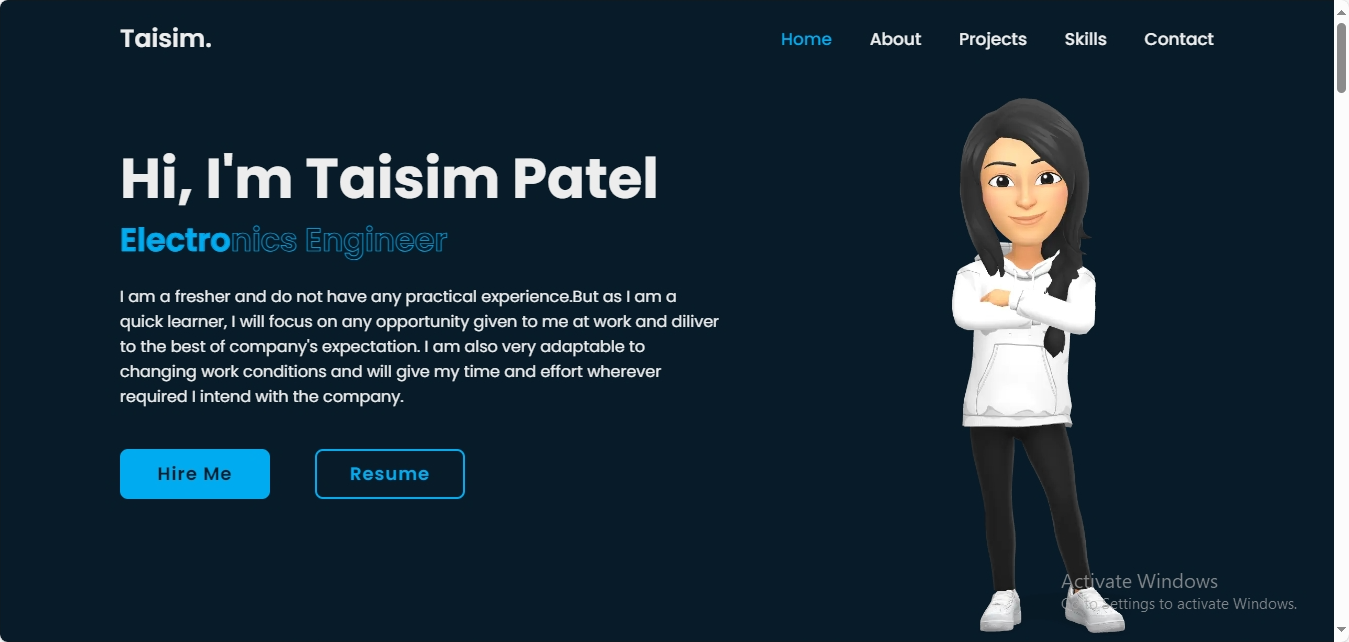 Taisim.
Home About Projects Skills Contact
Hi, I'm Taisim Patel
Electronics Engineer
I am a fresher and do not have any practical experience.But as I am a
quick learner, I will focus on any opportunity given to me at work and diliver
to the best of company's expectation. I am also very adaptable to
changing work conditions and will give my time and effort wherever
required I intend with the company.
Hire Me Resume
Activate Windows
Go to Settings to activate Windows.